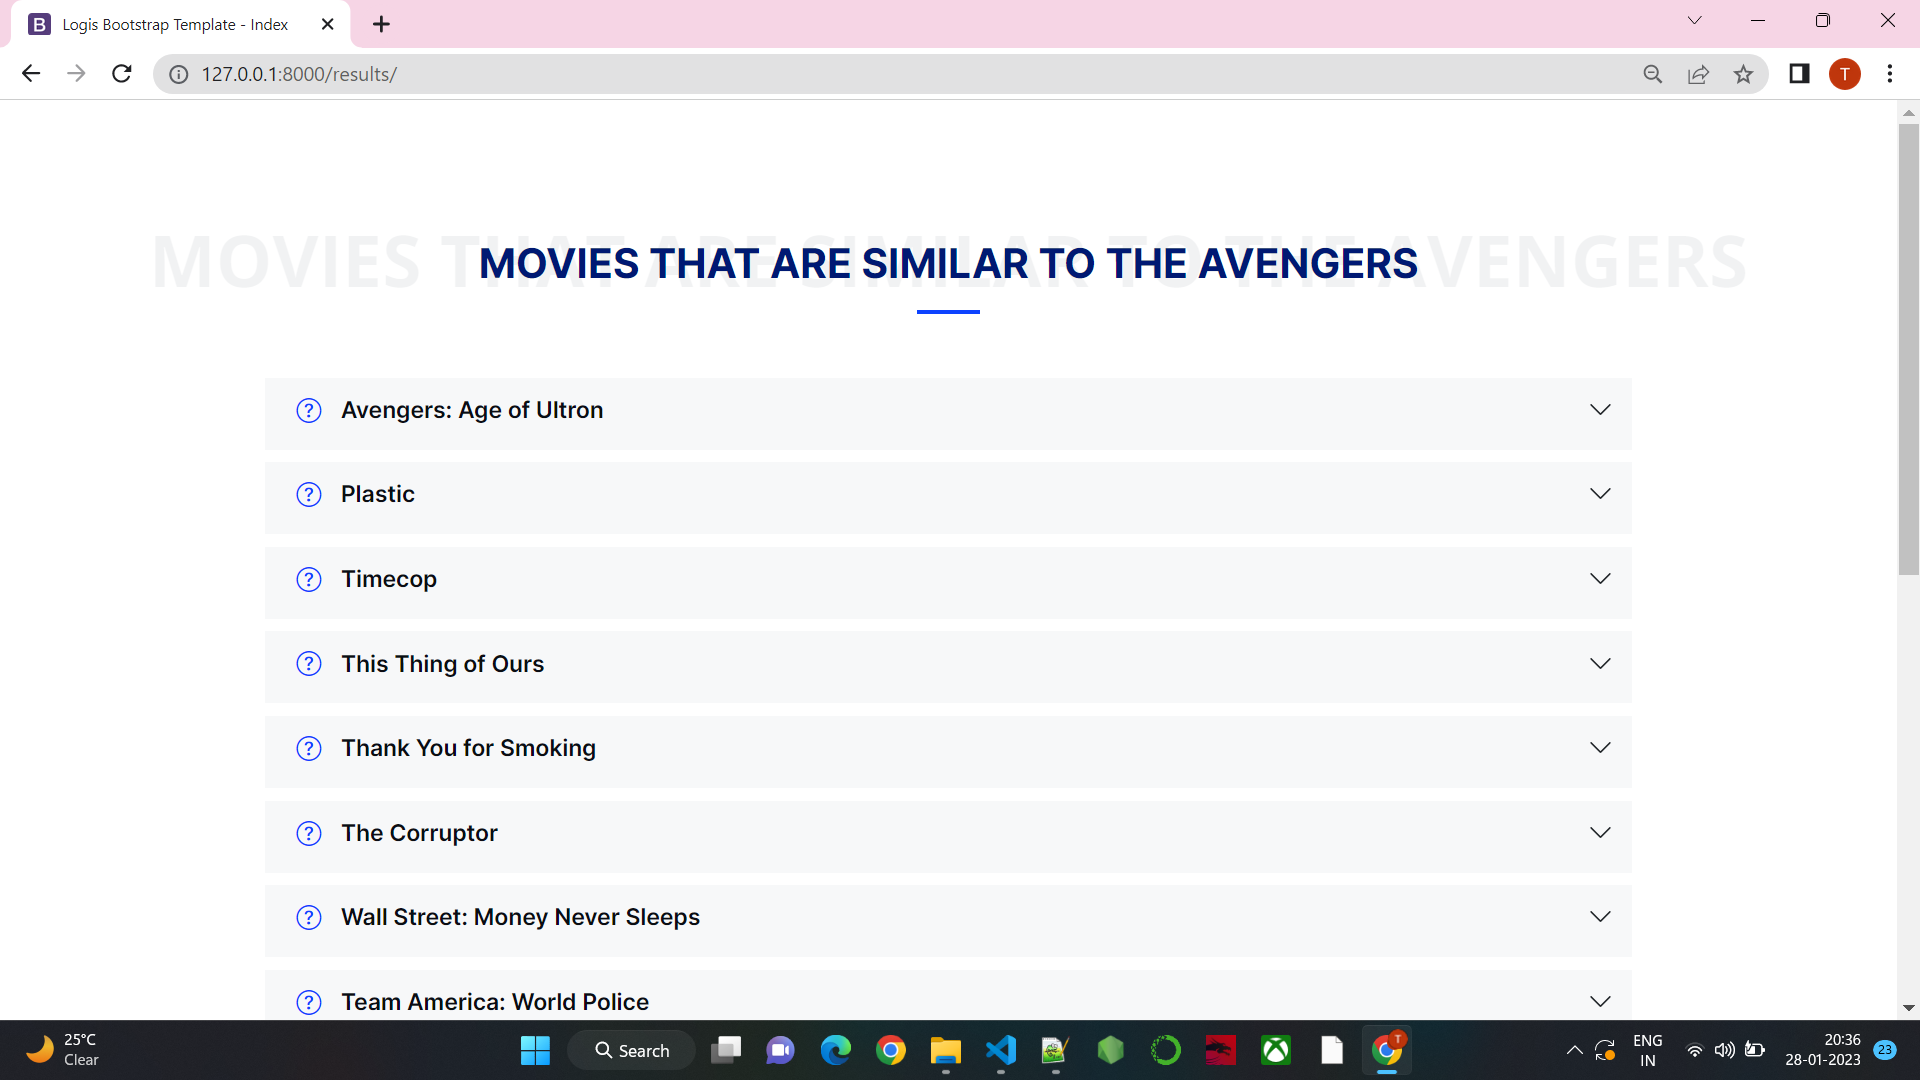 Logis Bootstrap Template - Index
127.0.0.1:8000/results/
T
MOVIES THAT ARE SIMILAR TO THE AVENGERS
MOVIES THAT ARE SIMILAR TO THE AVENGERS
Avengers: Age of Ultron
Plastic
Timecop
This Thing of Ours
Thank You for Smoking
The Corruptor
Wall Street: Money Never Sleeps
Team America: World Police
25°C
Clear
Search
T
ENG
IN
20:36
28-01-2023
23